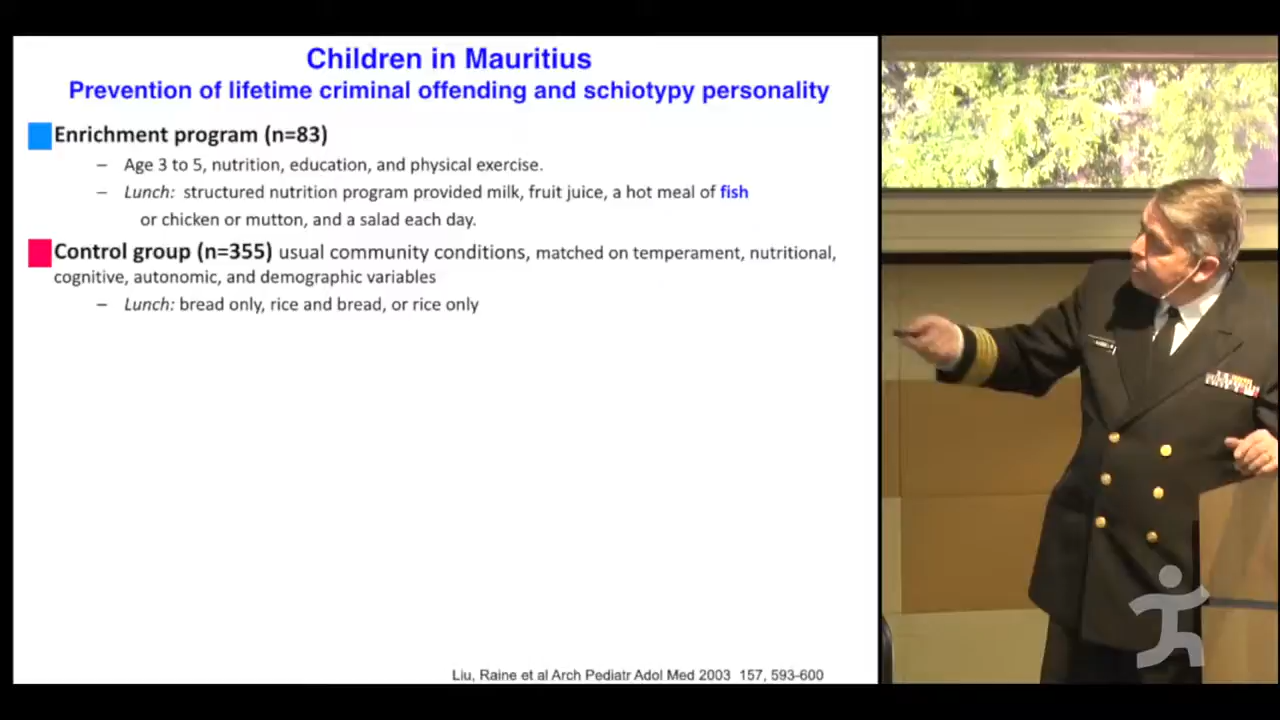 Children in Mauritius
Prevention of lifetime criminal offending and schiotypy personality
Enrichment program (n=83)
– Age 3 to 5, nutrition, education, and physical exercise.
– Lunch: structured nutrition program provided milk, fruit juice, a hot meal of fish
or chicken or mutton, and a salad each day.
Control group (n=355) usual community conditions, matched on temperament, nutritional,
cognitive, autonomic, and demographic variables
– Lunch: bread only, rice and bread, or rice only
Liu, Raine et al Arch Pediatr Adol Med 2003 157, 593-600